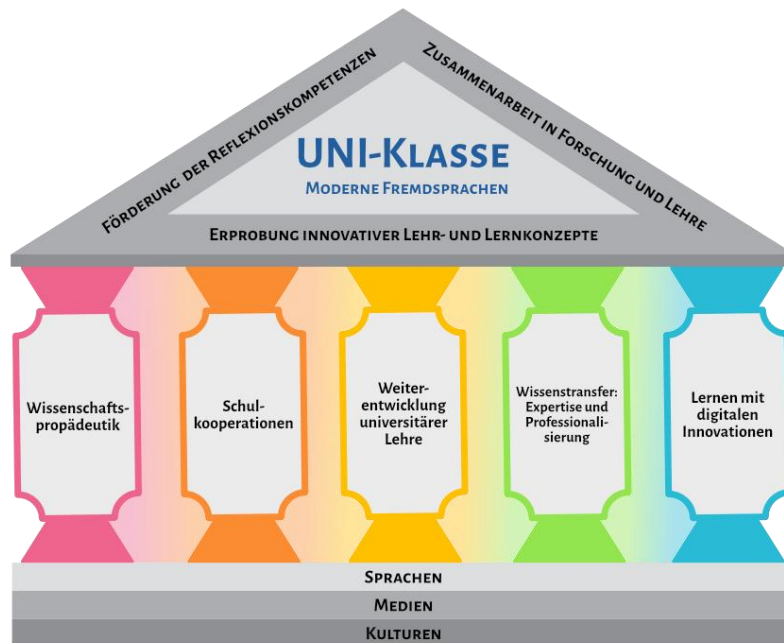 FÖRDERUNG DER REFLEXIONSKOMPETENZEN
ZUSAMMENARBEIT IN FORSCHUNG UND LEHRE
UNI-KLASSE
MODERNE FREMDSPRACHEN
ERPROBUNG INNOVATIVER LEHR- UND LERNKONZEPTE
Wissenschafts-
propädeutik
Schul-
kooperationen
Weiter-
entwicklung
universitärer
Lehre
Wissenstransfer:
Expertise und
Professionali-
sierung
Lernen mit
digitalen
Innovationen
SPRACHEN
MEDIEN
KULTUREN